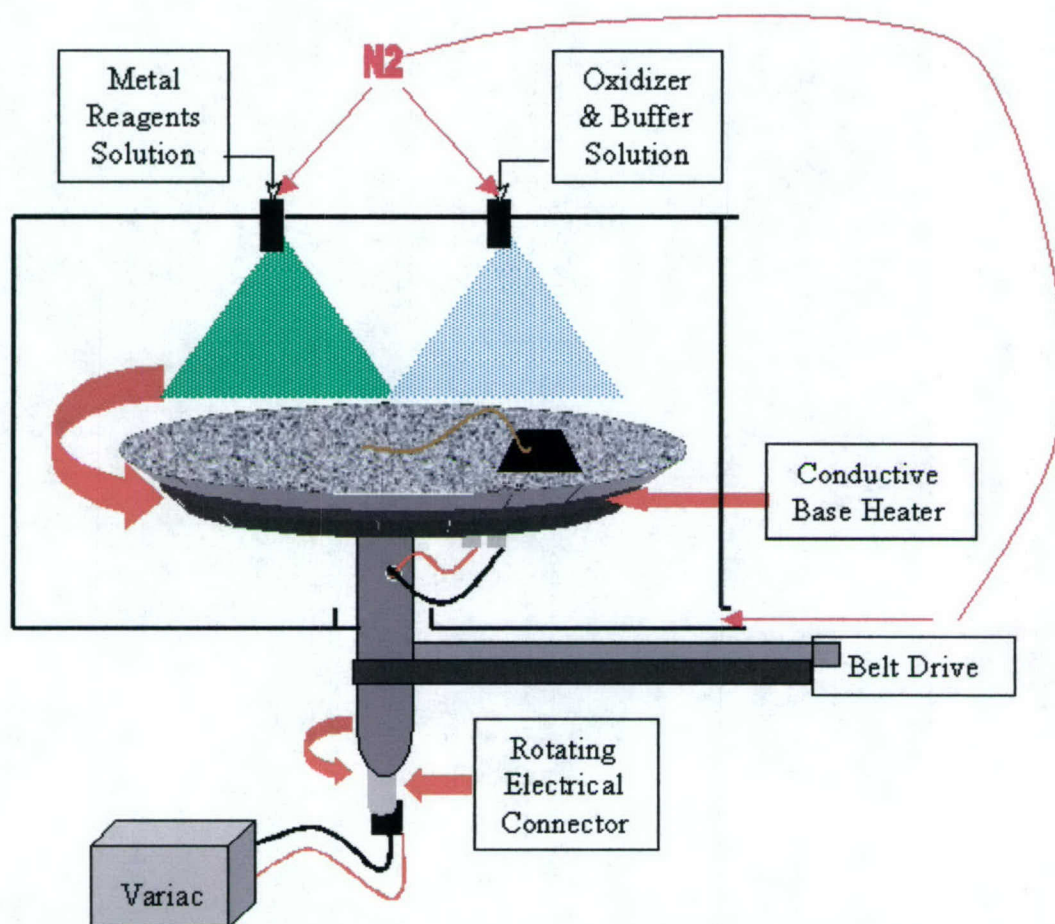 N2
Metal
Reagents
Solution
Oxidizer
& Buffer
Solution
Conductive
Base Heater
Belt Drive
Rotating
Electrical
Connector
Variac